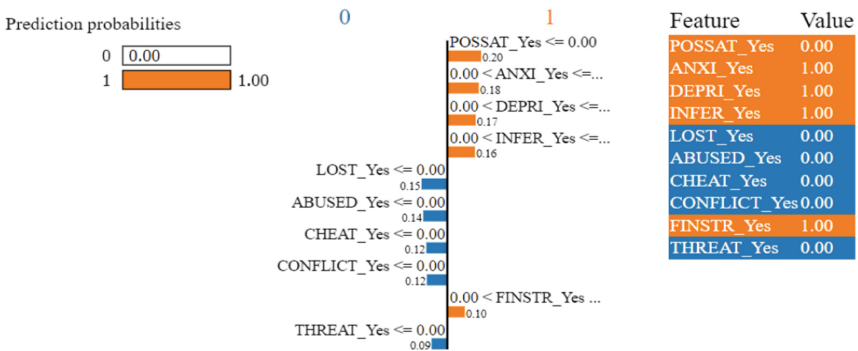 Prediction probabilities
0 0.00
1 1.00
0 1
POSSAT_Yes <= 0.00
0.20
0.00 < ANXI_Yes <=...
0.18
0.00 < DEPRI_Yes <=...
0.17
0.00 < INFER_Yes <=...
0.16
LOST_Yes <= 0.00
0.15
ABUSED_Yes <= 0.00
0.14
CHEAT_Yes <= 0.00
0.12
CONFLICT_Yes <= 0.00
0.12
0.00 < FINSTR_Yes ...
0.10
THREAT_Yes <= 0.00
0.09
Feature Value
POSSAT_Yes 0.00
ANXI_Yes 1.00
DEPRI_Yes 1.00
INFER_Yes 1.00
LOST_Yes 0.00
ABUSED_Yes 0.00
CHEAT_Yes 0.00
CONFLICT_Yes 0.00
FINSTR_Yes 1.00
THREAT_Yes 0.00